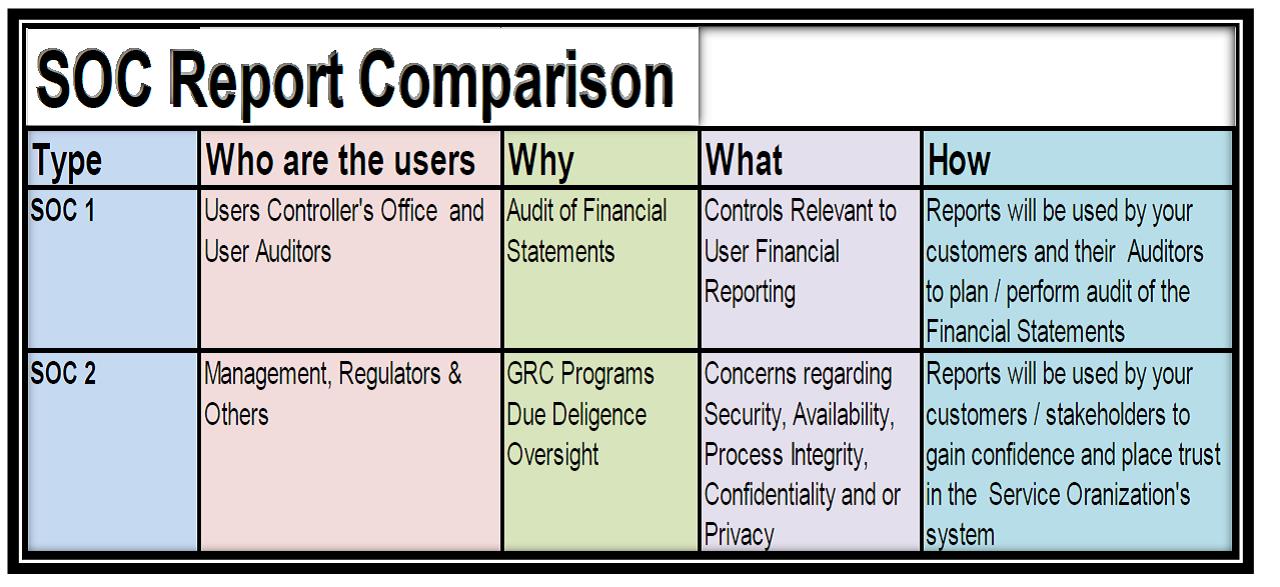 SOC Report Comparison
Type
Who are the users
Why
What
How
SOC 1
Users Controller's Office and
User Auditors
Audit of Financial
Statements
Controls Relevant to
User Financial
Reporting
Reports will be used by your
customers and their Auditors
to plan / perform audit of the
Financial Statements
SOC 2
Management, Regulators &
Others
GRC Programs
Due Deligence
Oversight
Concerns regarding
Security, Availability,
Process Integrity,
Confidentiality and or
Privacy
Reports will be used by your
customers / stakeholders to
gain confidence and place trust
in the Service Oranization's
system